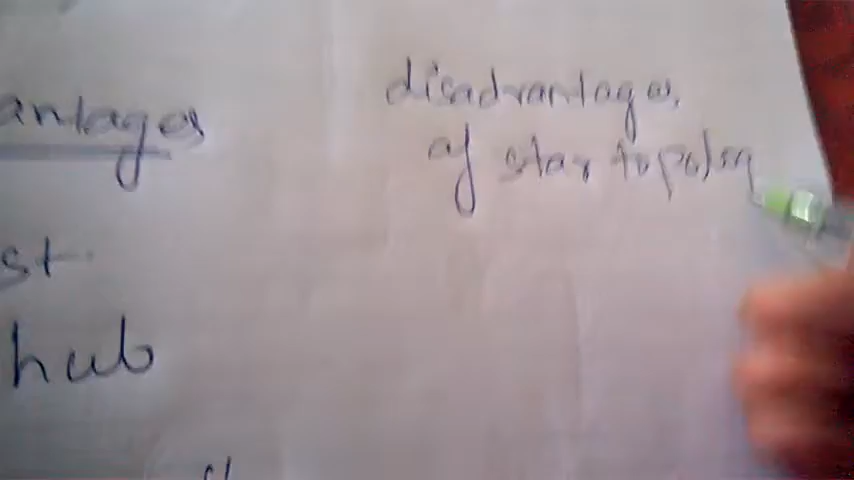 antages
st
hub
disadvantages
of star topology